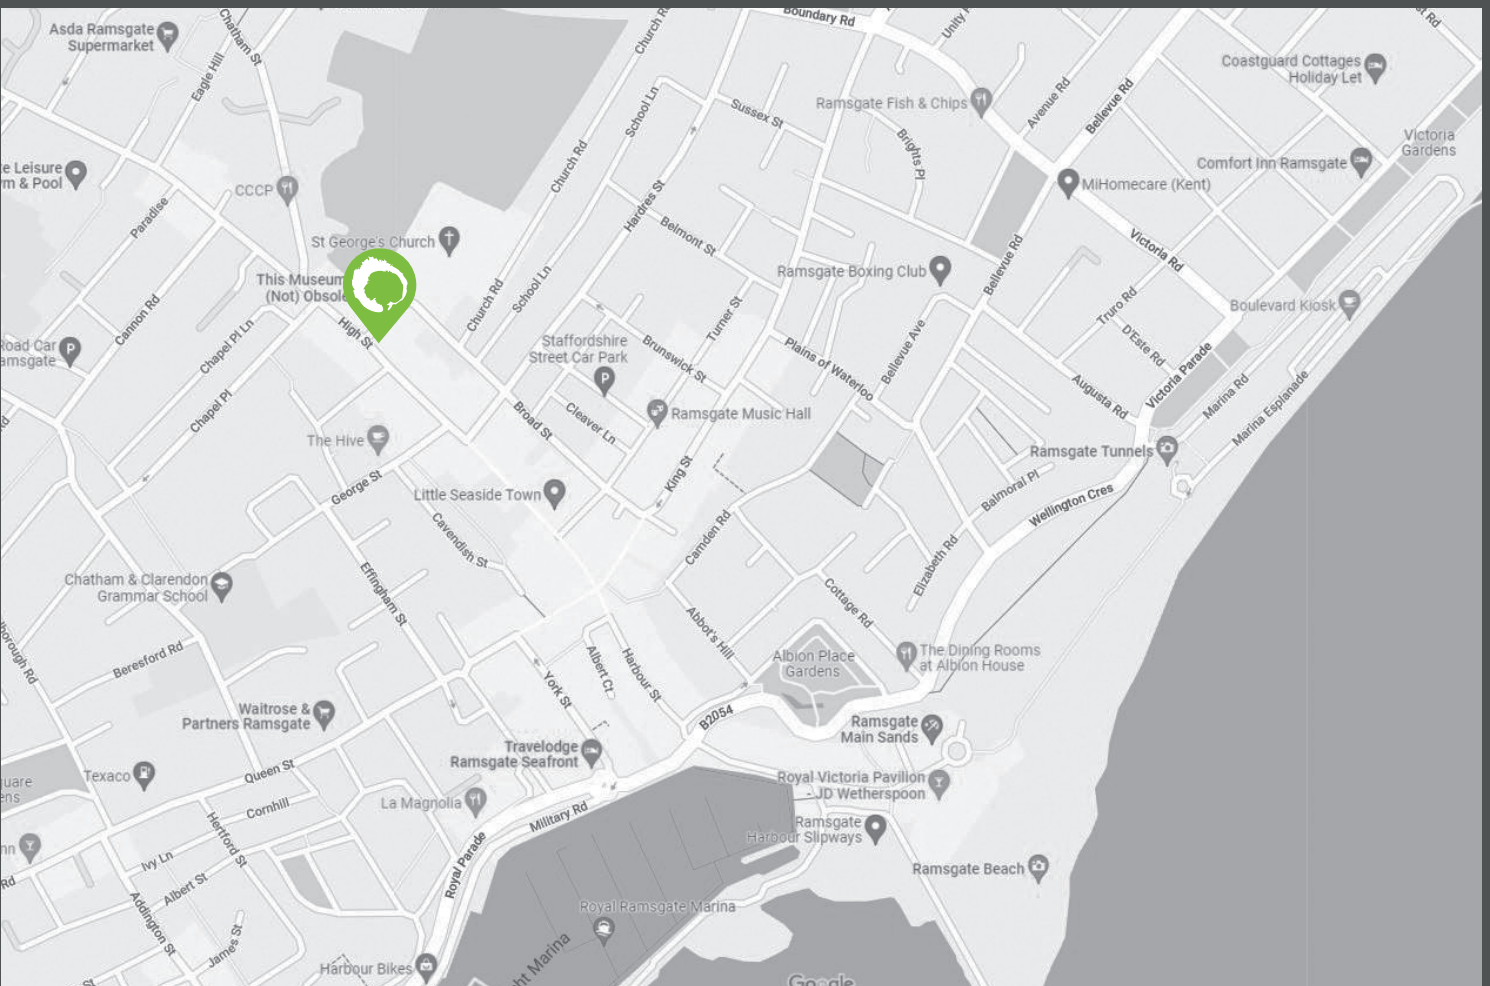 Boundary Rd
Unity
Church Rd
Asda Ramsgate
Supermarket
Chatham St
Eagle Hill
Coastguard Cottages
Holiday Let
Ramsgate Fish & Chips
Avenue Rd
Bellevue Rd
School Ln
Sussex St
Brights Pl
Victoria
Gardens
Comfort Inn Ramsgate
MiHomecare (Kent)
Leisure
& Pool
CCCP
Church Rd
Paradise
Hardres St
Belmont St
St George's Church
Victoria Rd
Bellevue Rd
Ramsgate Boxing Club
This Museum
(Not)
School Ln
Church Rd
Cannon Rd
Chapel Pl Ln
High St
Truro Rd
D'Este Rd
Boulevard Kiosk
Turner St
Staffordshire
Street Car Park
Brunswick St
Plains of Waterloo
Bellevue Ave
Road Car
Augusta Rd
Victoria Parade
Marina Rd
Marina Esplanade
Chapel Pl
Broad St
Cleaver Ln
Ramsgate Music Hall
The Hive
Ramsgate Tunnels
King St
George St
Little Seaside Town
Balmoral Pl
Wellington Cres
Cavendish St
Camden Rd
Elizabeth Rd
Chatham & Clarendon
Grammar School
Effingham St
Cottage Rd
Abbot's Hill
Beresford Rd
Albion Place
Gardens
The Dining Rooms
at Albion House
York St
Albert Ct
Harbour St
Waitrose &
Partners Ramsgate
B2054
Ramsgate
Main Sands
Travelodge
Ramsgate Seafront
Texaco
Queen St
Royal Victoria Pavilion
- JD Wetherspoon
La Magnolia
Cornhill
Military Rd
Ramsgate
Harbour Slipways
Hertford St
Ivy Ln
Royal Parade
Ramsgate Beach
Rd
Albert St
Addington St
James St
Royal Ramsgate Marina
Marina
Harbour Bikes
Google